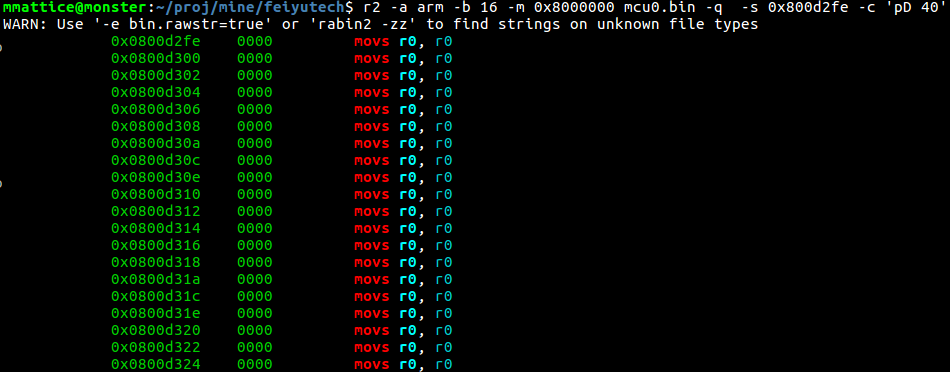 mmattice@monster:~/proj/mine/feiyutech$ r2 -a arm -b 16 -m 0x8000000 mcu0.bin -q  -s 0x800d2fe -c 'pD 40'
WARN: Use '-e bin.rawstr=true' or 'rabin2 -zz' to find strings on unknown file types
0x0800d2fe 0000 movs r0, r0
0x0800d300 0000 movs r0, r0
0x0800d302 0000 movs r0, r0
0x0800d304 0000 movs r0, r0
0x0800d306 0000 movs r0, r0
0x0800d308 0000 movs r0, r0
0x0800d30a 0000 movs r0, r0
0x0800d30c 0000 movs r0, r0
0x0800d30e 0000 movs r0, r0
0x0800d310 0000 movs r0, r0
0x0800d312 0000 movs r0, r0
0x0800d314 0000 movs r0, r0
0x0800d316 0000 movs r0, r0
0x0800d318 0000 movs r0, r0
0x0800d31a 0000 movs r0, r0
0x0800d31c 0000 movs r0, r0
0x0800d31e 0000 movs r0, r0
0x0800d320 0000 movs r0, r0
0x0800d322 0000 movs r0, r0
0x0800d324 0000 movs r0, r0